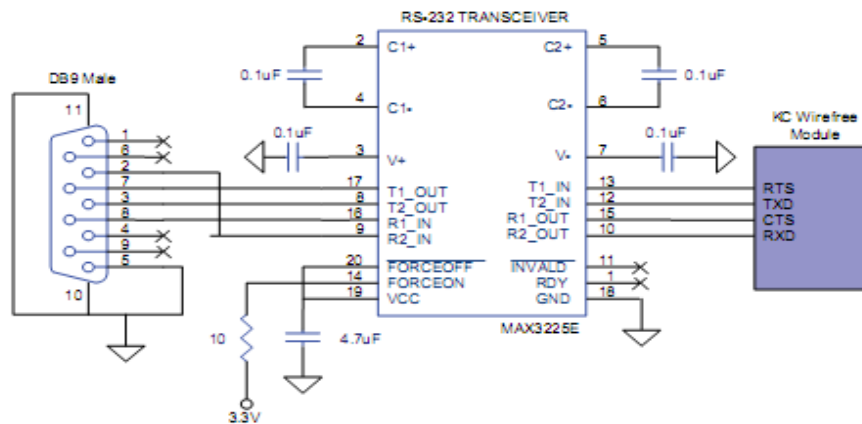 RS-232 TRANSCEIVER
DB9 Male
11
1
6
2
7
3
8
4
9
5
10
2
C1+
0.1uF
4
C1-
0.1uF
3
V+
17
T1_OUT
8
T2_OUT
16
R1_IN
9
R2_IN
20
FORCEOFF
14
FORCEON
19
VCC
10
4.7uF
3.3V
C2+
5
0.1uF
C2-
6
0.1uF
V-
7
T1_IN
13
T2_IN
12
R1_OUT
15
R2_OUT
10
INVALD
11
RDY
1
GND
18
MAX3225E
KC Wirefree
Module
RTS
TXD
CTS
RXD